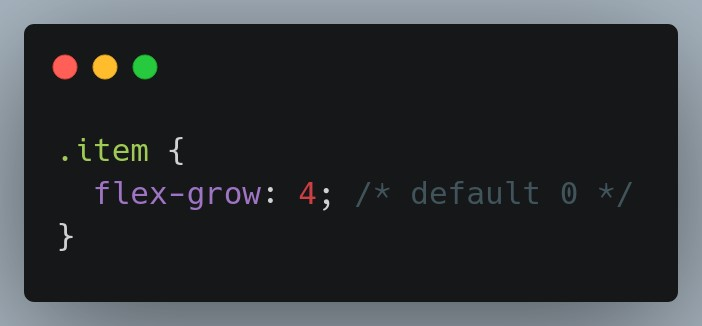 .item {
  flex-grow: 4; /* default 0 */
}